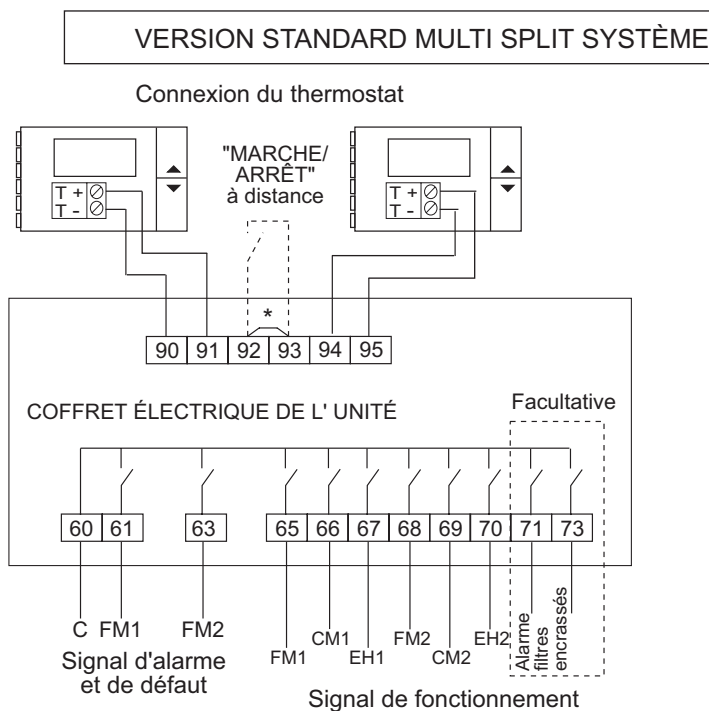 VERSION STANDARD MULTI SPLIT SYSTÈME
Connexion du thermostat
"MARCHE/
ARRÊT"
à distance
T +
T -
T +
T -
*
90 91 92 93 94 95
COFFRET ÉLECTRIQUE DE L' UNITÉ
Facultative
60 61 63 65 66 67 68 69 70 71 73
C FM1 FM2
Signal d'alarme
et de défaut
FM1 CM1 EH1 FM2 CM2 EH2
Alarme
filtres
encrassés
Signal de fonctionnement